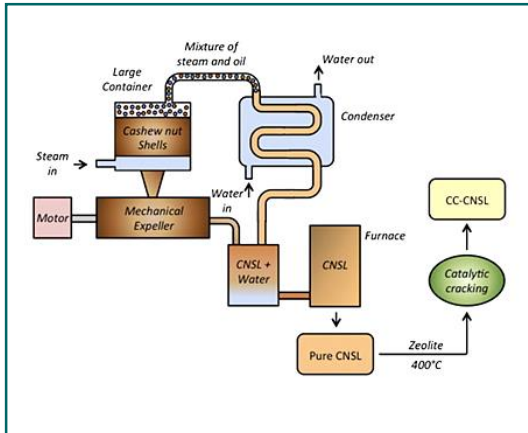 Mixture of
steam and oil
Water out
Large
Container
Condenser
Cashew nut
Shells
Steam
in
Water
in
Motor
Mechanical
Expeller
CC-CNSL
Furnace
CNSL +
Water
CNSL
Catalytic
cracking
Pure CNSL
Zeolite
400°C